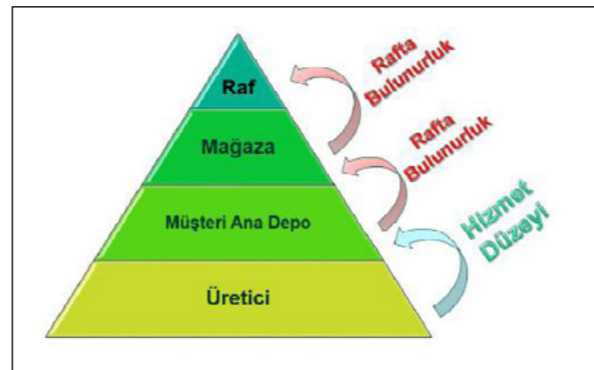 Raf
Mağaza
Müşteri Ana Depo
Üretici
Rafta
Bulunurluk
Rafta
Bulunurluk
Hizmet
Düzeyi